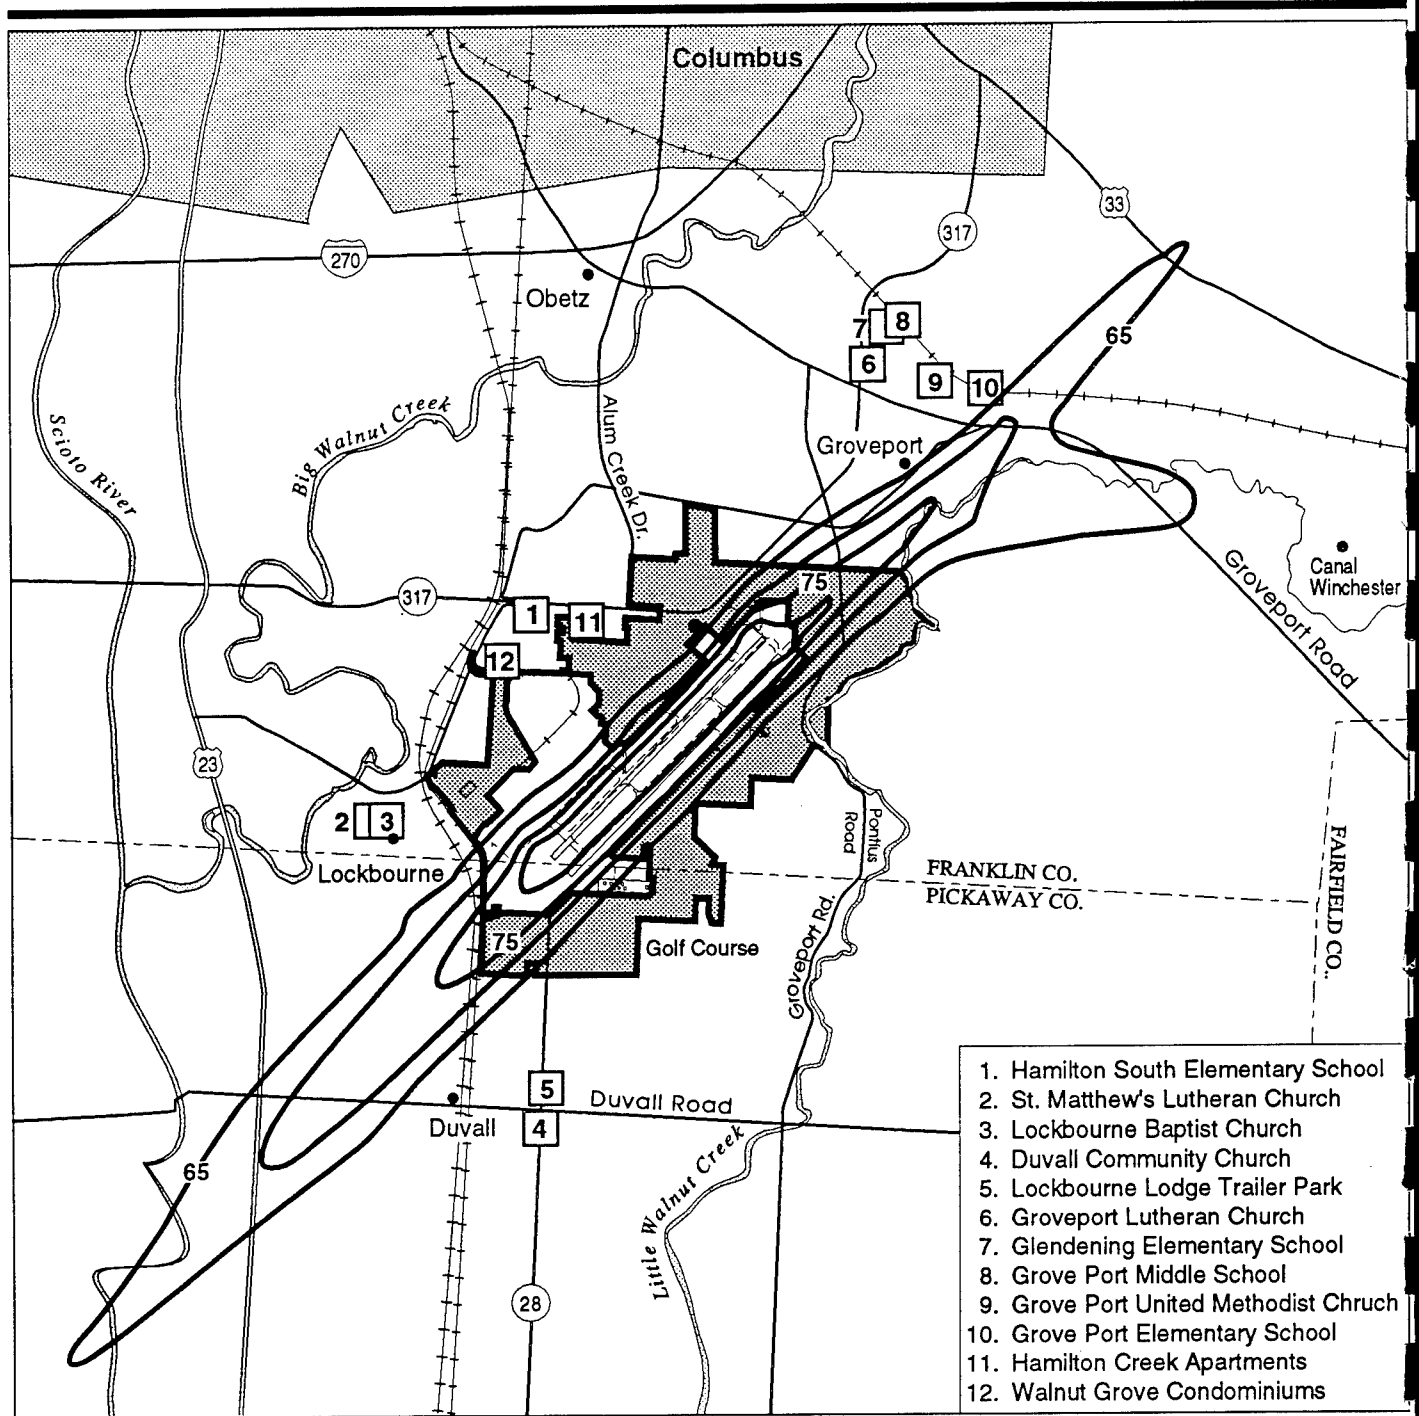 Columbus
33
317
270
Obetz
65
7
8
6
9
10
Alum Creek Dr.
Big Walnut Creek
Scioto River
Groveport
Groveport Road
Canal
Winchester
75
317
1
11
12
23
2
3
Lockbourne
Pontius
Road
FRANKLIN CO.
PICKAWAY CO.
FAIRFIELD CO.
75
Golf Course
Groveport Rd.
5
Duvall Road
Duvall
4
65
Little Walnut Creek
28
1. Hamilton South Elementary School
2. St. Matthew's Lutheran Church
3. Lockbourne Baptist Church
4. Duvall Community Church
5. Lockbourne Lodge Trailer Park
6. Groveport Lutheran Church
7. Glendening Elementary School
8. Grove Port Middle School
9. Grove Port United Methodist Chruch
10. Grove Port Elementary School
11. Hamilton Creek Apartments
12. Walnut Grove Condominiums